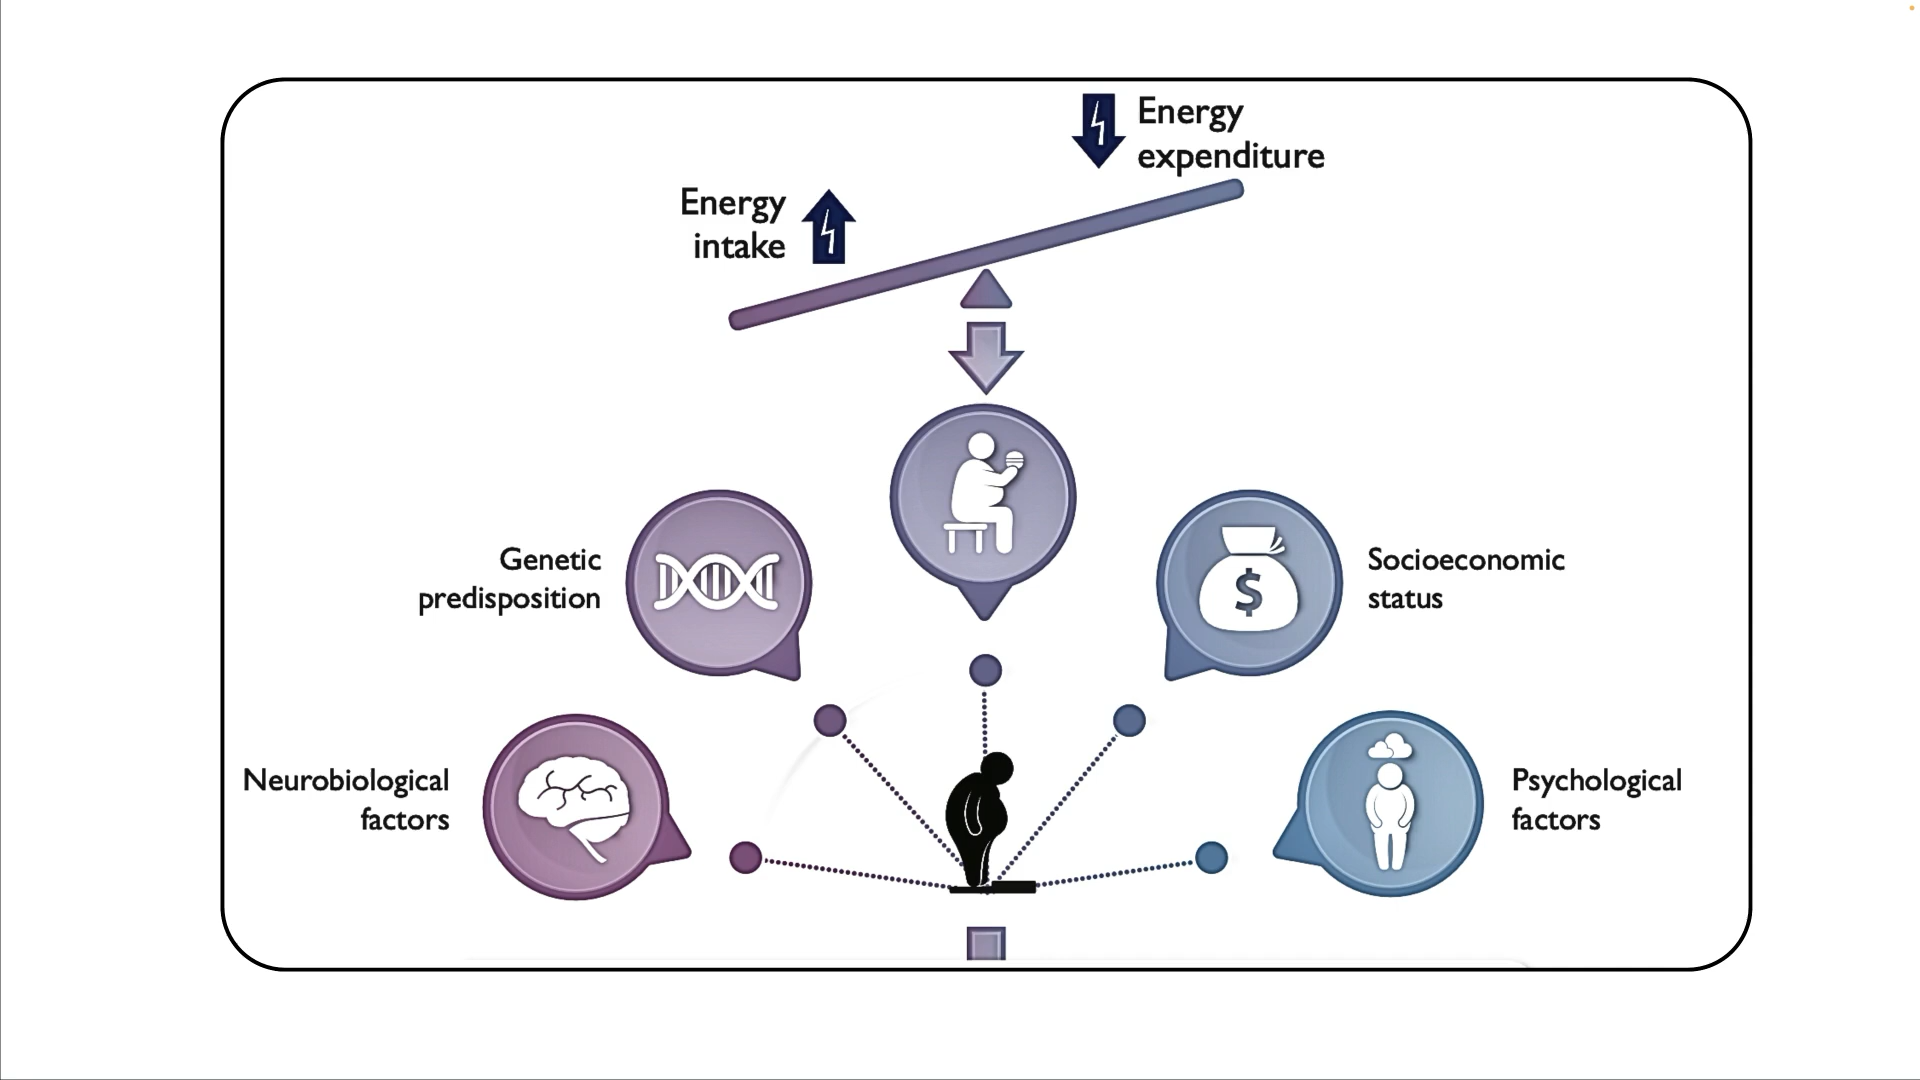 Energy
expenditure
Energy
intake
Genetic
predisposition
$
Socioeconomic
status
Neurobiological
factors
Psychological
factors